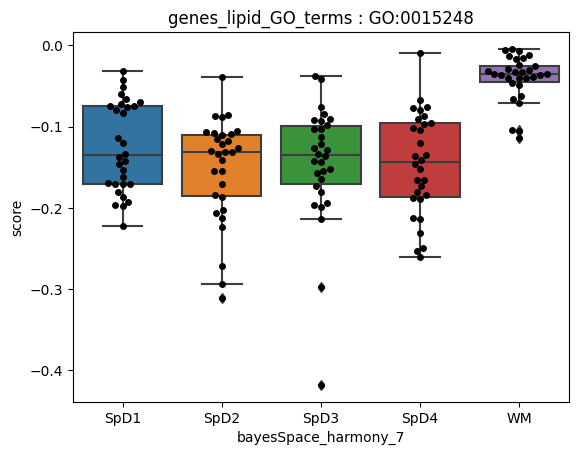 genes_lipid_GO_terms : GO:0015248
0.0
−0.1
−0.2
−0.3
−0.4
score
SpD1 SpD2 SpD3 SpD4 WM
bayesSpace_harmony_7